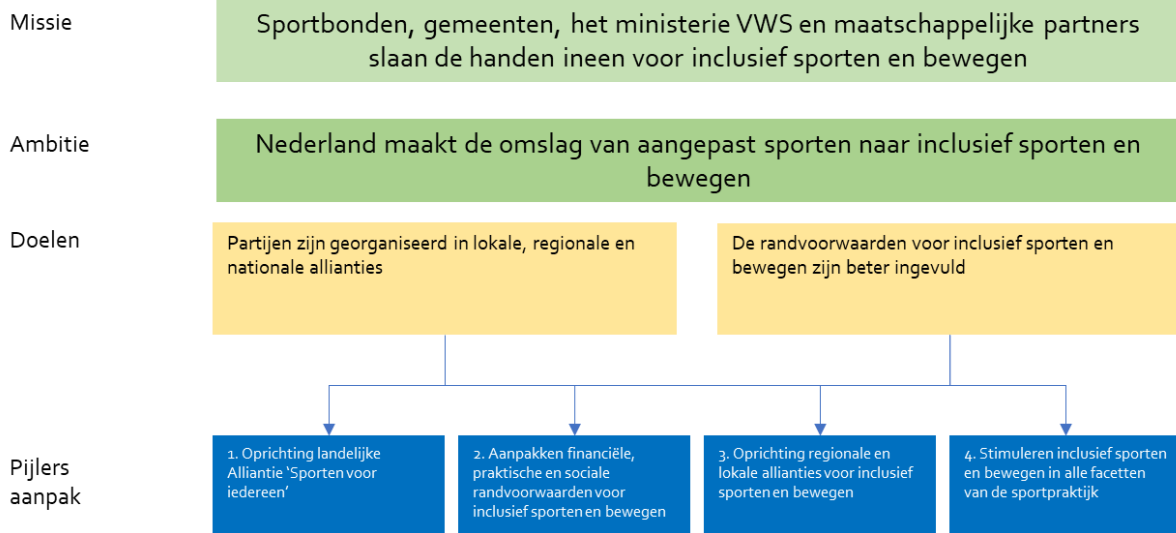 Missie
Sportbonden, gemeenten, het ministerie VWS en maatschappelijke partners
slaan de handen ineen voor inclusief sporten en bewegen
Ambitie
Nederland maakt de omslag van aangepast sporten naar inclusief sporten en
bewegen
Doelen
Partijen zijn georganiseerd in lokale, regionale en
nationale allianties
De randvoorwaarden voor inclusief sporten en
bewegen zijn beter ingevuld
Pijlers
aanpak
1. Oprichting landelijke
Alliantie ‘Sporten voor
iedereen’
2. Aanpakken financiële,
praktische en sociale
randvoorwaarden voor
inclusief sporten en bewegen
3. Oprichting regionale en
lokale allianties voor inclusief
sporten en bewegen
4. Stimuleren inclusief sporten
en bewegen in alle facetten
van de sportpraktijk